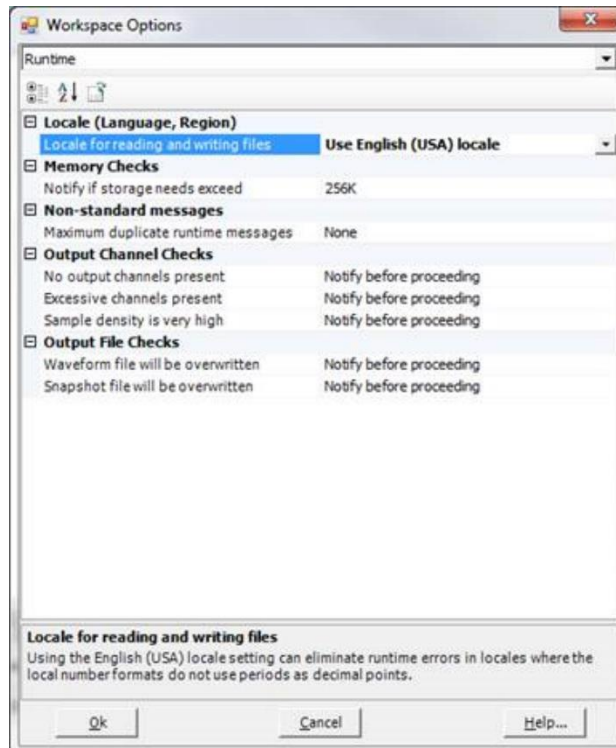 Workspace Options
Runtime
Locale (Language, Region)
Locale for reading and writing files Use English (USA) locale
Memory Checks
Notify if storage needs exceed 256K
Non-standard messages
Maximum duplicate runtime messages None
Output Channel Checks
No output channels present Notify before proceeding
Excessive channels present Notify before proceeding
Sample density is very high Notify before proceeding
Output File Checks
Waveform file will be overwritten Notify before proceeding
Snapshot file will be overwritten Notify before proceeding
Locale for reading and writing files
Using the English (USA) locale setting can eliminate runtime errors in locales where the
local number formats do not use periods as decimal points.
Ok Cancel Help...